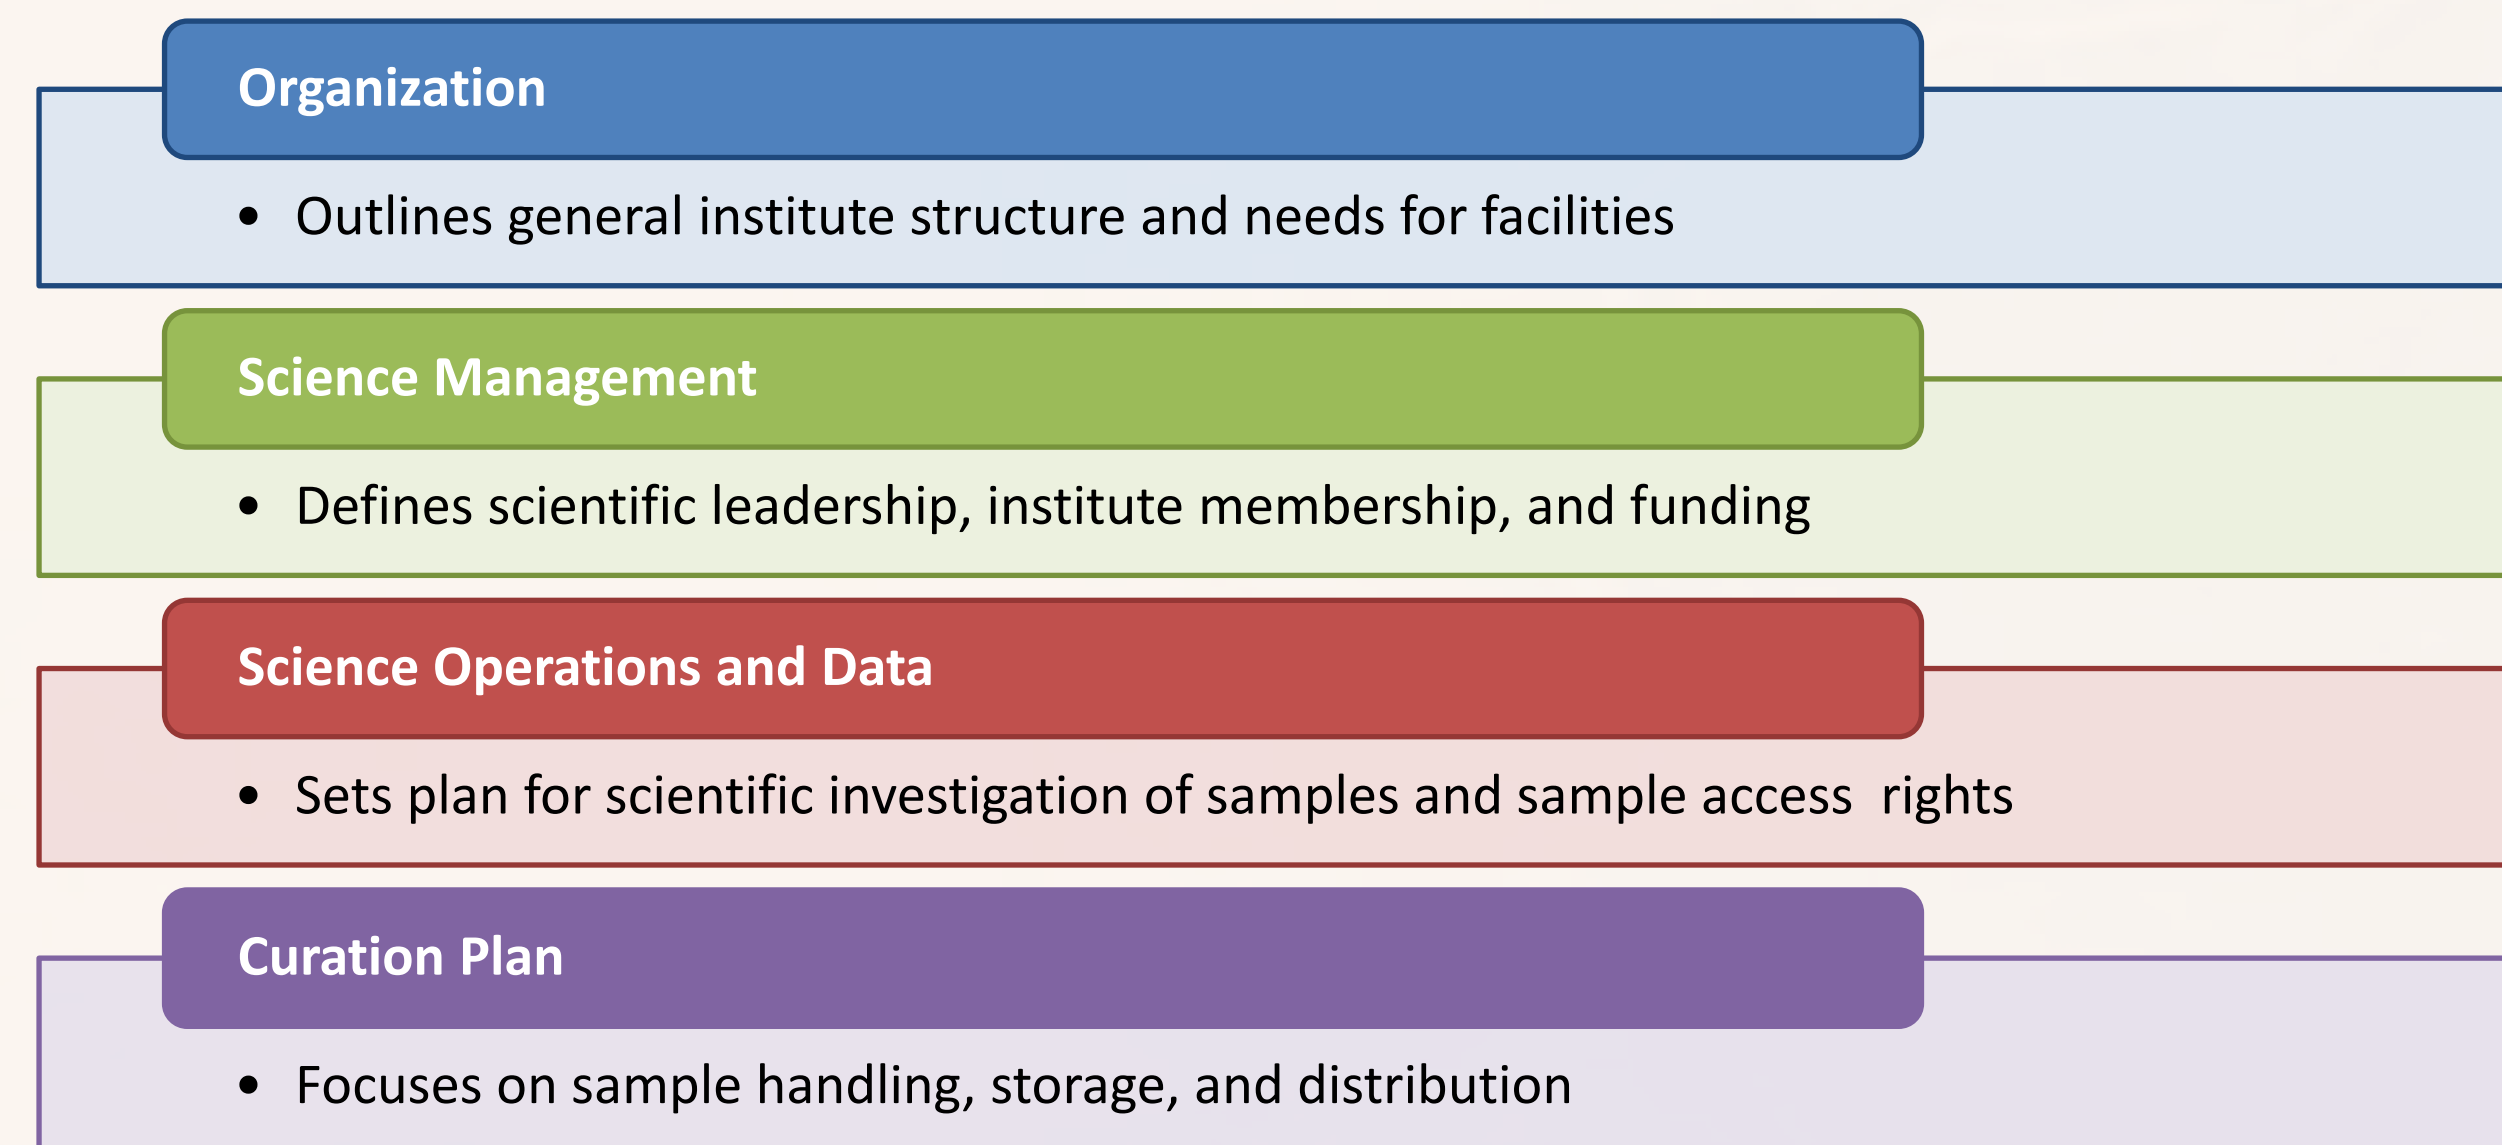 Organization
• Outlines general institute structure and needs for facilities
Science Management
• Defines scientific leadership, institute membership, and funding
Science Operations and Data
• Sets plan for scientific investigation of samples and sample access rights
Curation Plan
• Focuses on sample handling, storage, and distribution